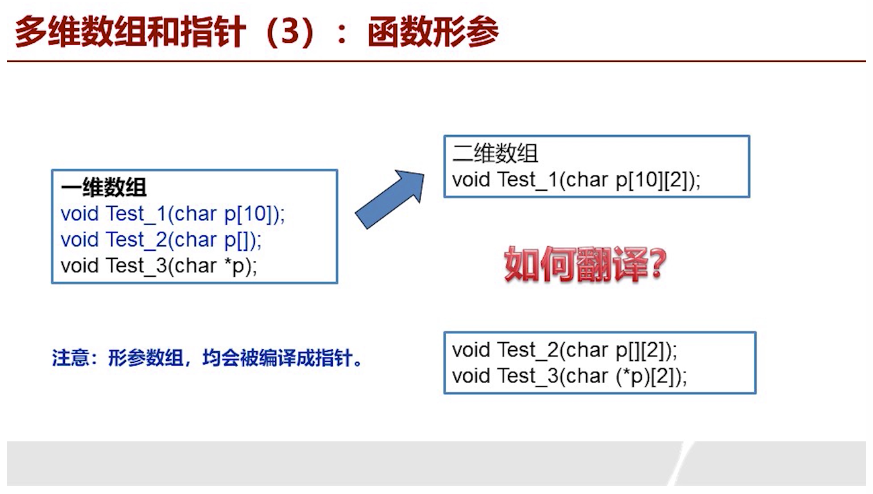 多维数组和指针（3）：函数形参
一维数组
void Test_1(char p[10]);
void Test_2(char p[]);
void Test_3(char *p);
二维数组
void Test_1(char p[10][2]);
如何翻译?
注意：形参数组，均会被编译成指针。
void Test_2(char p[][2]);
void Test_3(char (*p)[2]);